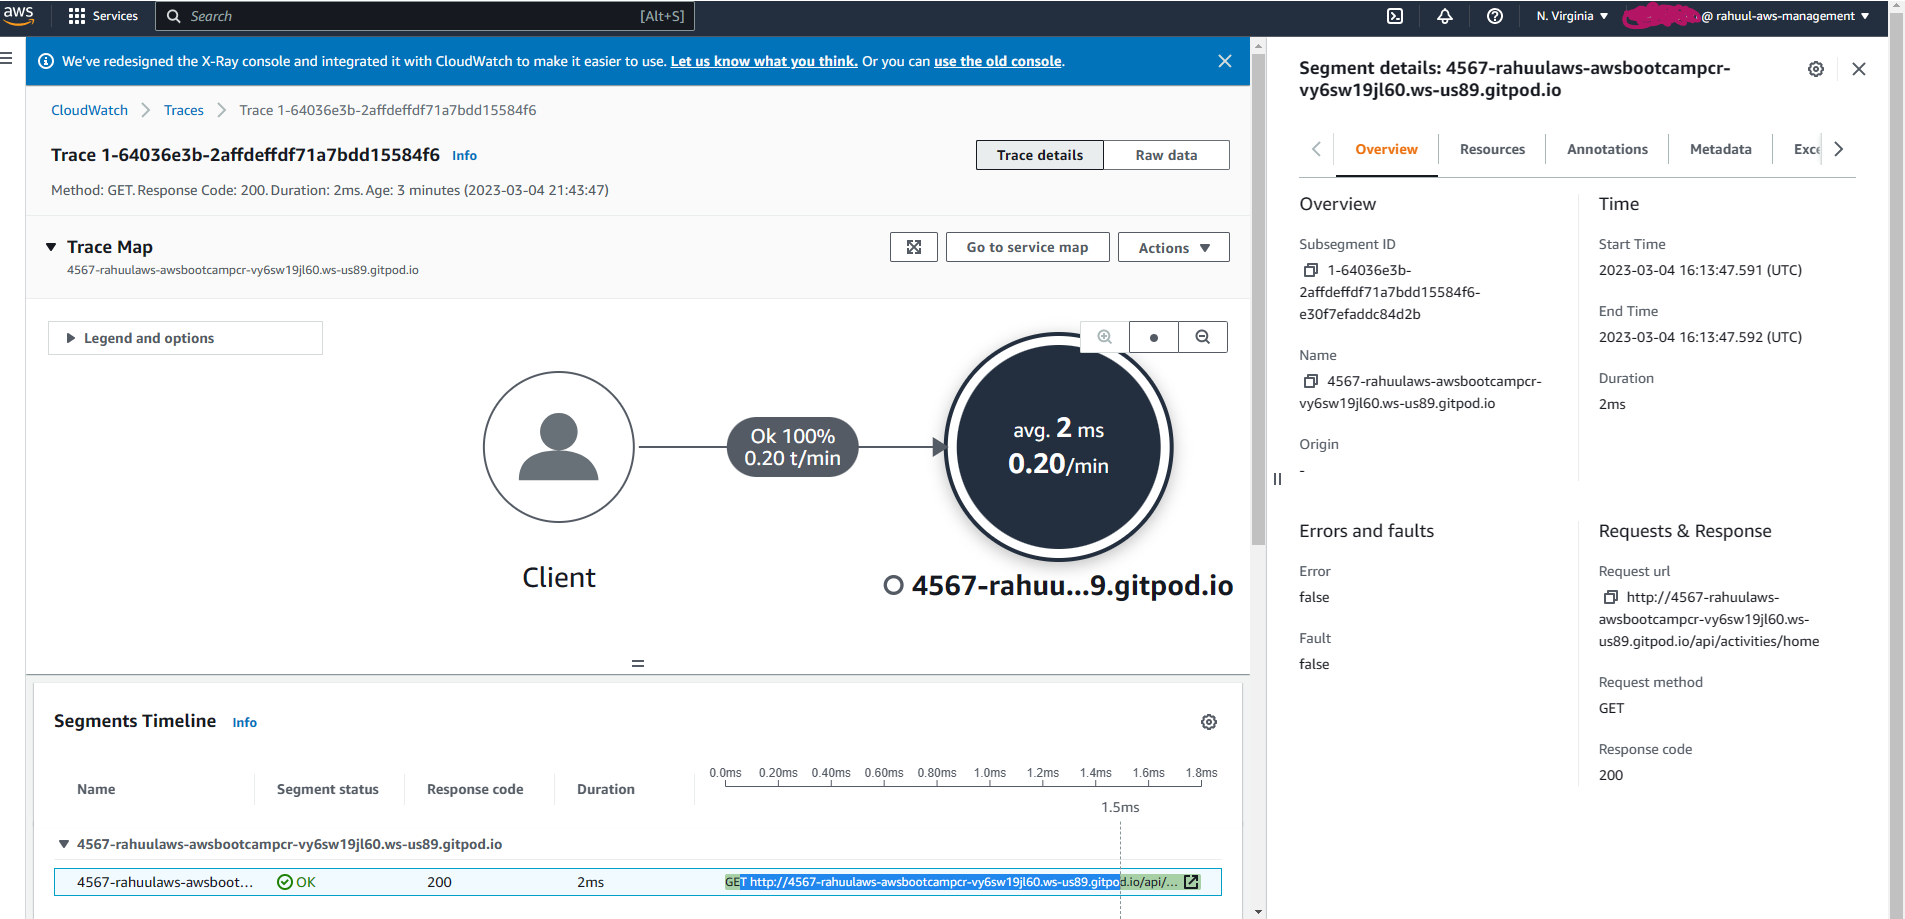 aws
Services
Search
[Alt+S]
N. Virginia
@ rahuul-aws-management
We've redesigned the X-Ray console and integrated it with CloudWatch to make it easier to use. Let us know what you think. Or you can use the old console.
CloudWatch
Traces
Trace 1-64036e3b-2affdeffdf71a7bdd15584f6
Trace 1-64036e3b-2affdeffdf71a7bdd15584f6 Info
Trace details
Raw data
Method: GET. Response Code: 200. Duration: 2ms. Age: 3 minutes (2023-03-04 21:43:47)
Trace Map
4567-rahuulaws-awsbootcampcr-vy6sw19jl60.ws-us89.gitpod.io
Go to service map
Actions
Legend and options
Ok 100%
0.20 t/min
avg. 2 ms
0.20/min
Client
4567-rahuu...9.gitpod.io
Segments Timeline Info
0.0ms 0.20ms 0.40ms 0.60ms 0.80ms 1.0ms 1.2ms 1.4ms 1.6ms 1.8ms
Name
Segment status
Response code
Duration
1.5ms
4567-rahuulaws-awsbootcampcr-vy6sw19jl60.ws-us89.gitpod.io
4567-rahuulaws-awsboot...
OK
200
2ms
GET http://4567-rahuulaws-awsbootcampcr-vy6sw19jl60.ws-us89.gitpod.io/api/...
Segment details: 4567-rahuulaws-awsbootcampcr-
vy6sw19jl60.ws-us89.gitpod.io
Overview
Resources
Annotations
Metadata
Exce
Overview
Subsegment ID
1-64036e3b-
2affdeffdf71a7bdd15584f6-
e30f7efaddc84d2b
Name
4567-rahuulaws-awsbootcampcr-
vy6sw19jl60.ws-us89.gitpod.io
Origin
-
Time
Start Time
2023-03-04 16:13:47.591 (UTC)
End Time
2023-03-04 16:13:47.592 (UTC)
Duration
2ms
Errors and faults
Error
false
Fault
false
Requests & Response
Request url
http://4567-rahuulaws-
awsbootcampcr-vy6sw19jl60.ws-
us89.gitpod.io/api/activities/home
Request method
GET
Response code
200